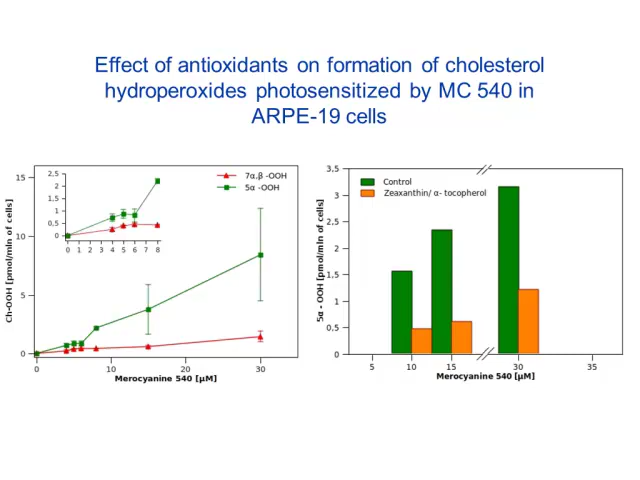 Effect of antioxidants on formation of cholesterol
hydroperoxides photosensitized by MC 540 in
ARPE-19 cells
Ch-OOH [pmol/mln of cells]
15
10
5
0
2,5
2
1,5
1
0,5
0
0 1 2 3 4 5 6 7 8
7α,β -OOH
5α -OOH
0 10 20 30
Merocyanine 540 [μM]
5α - OOH [pmol/mln of cells]
3,5
3
2,5
2
1,5
1
0,5
0
Control
Zeaxanthin/ α- tocopherol
5 10 15 30 35
Merocyanine 540 [μM]